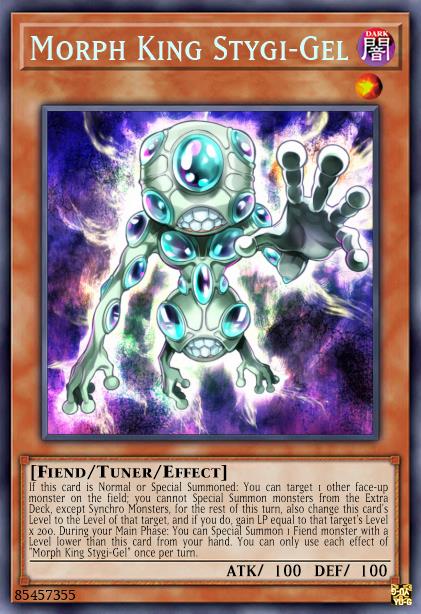 MORPH KING STYGI-GEL
DARK
闇
[FIEND/TUNER/EFFECT]
If this card is Normal or Special Summoned: You can target 1 other face-up
monster on the field; you cannot Special Summon monsters from the Extra
Deck, except Synchro Monsters, for the rest of this turn, also change this card's
Level to the Level of that target, and if you do, gain LP equal to that target's Level
x 200. During your Main Phase: You can Special Summon 1 Fiend monster with a
Level lower than this card from your hand. You can only use each effect of
"Morph King Stygi-Gel" once per turn.
ATK/ 100 DEF/ 100
85457355